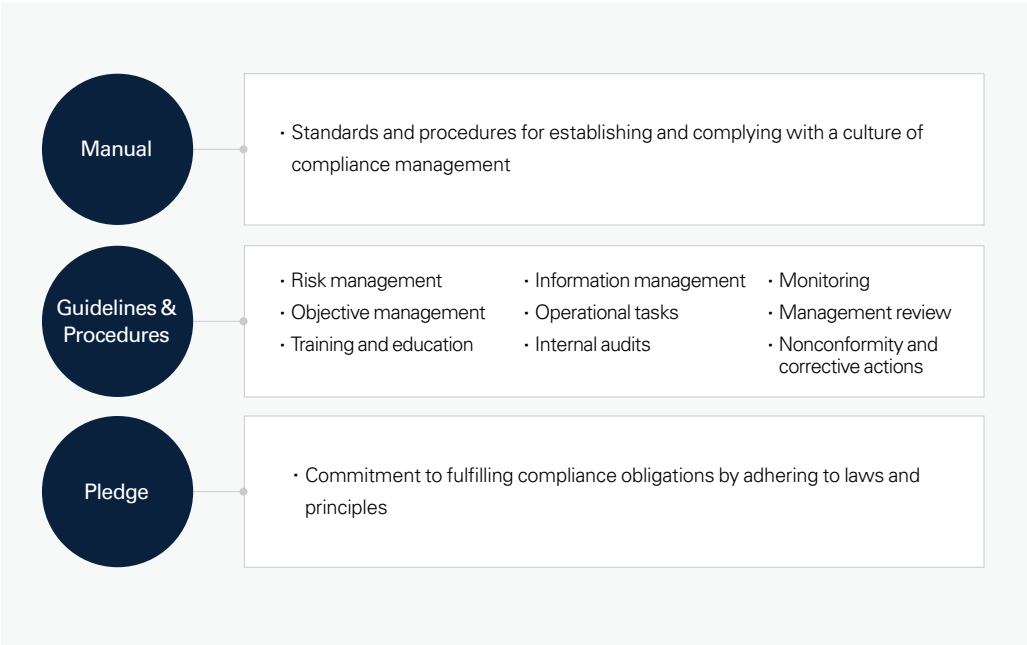 Manual
· Standards and procedures for establishing and complying with a culture of
compliance management
Guidelines &
Procedures
· Risk management
· Objective management
· Training and education
· Information management
· Operational tasks
· Internal audits
· Monitoring
· Management review
· Nonconformity and
corrective actions
Pledge
· Commitment to fulfilling compliance obligations by adhering to laws and
principles